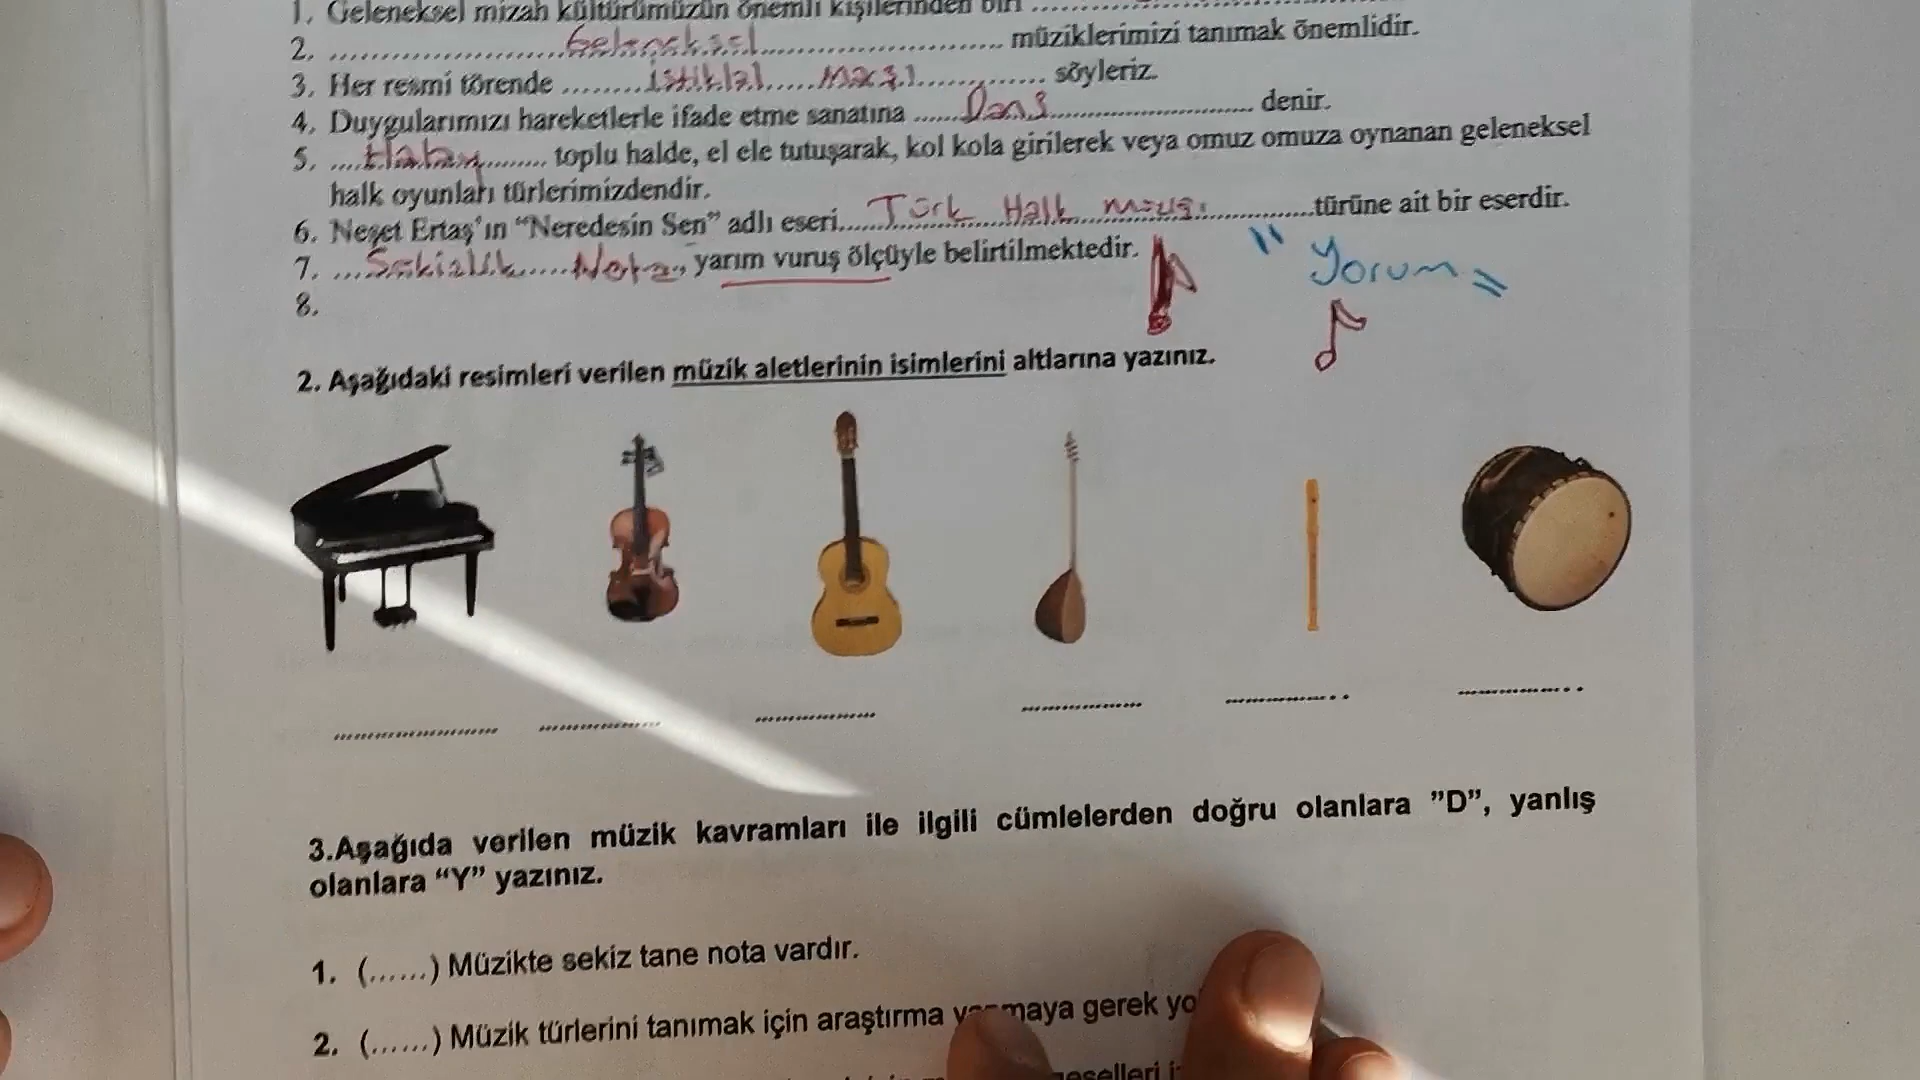 1. Geleneksel mizah kültürümüzün önemli kişilerinden biri ..................
2. ........................Geleneksel........................ müziklerimizi tanımak önemlidir.
3. Her resmi törende .........İstiklal.....Marşı................ söyleriz.
4. Duygularımızı hareketlerle ifade etme sanatına ......Dans........................... denir.
5. ....Halay......... toplu halde, el ele tutuşarak, kol kola girilerek veya omuz omuza oynanan geleneksel
halk oyunları türlerimizdendir.
6. Neşet Ertaş'ın “Neredesin Sen” adlı eseri....Türk Halk müziği..............türüne ait bir eserdir.
7. ...Sekizlik.....Nota.. yarım vuruş ölçüyle belirtilmektedir.
"Yorum"
8.
2. Aşağıdaki resimleri verilen müzik aletlerinin isimlerini altlarına yazınız.
3.Aşağıda verilen müzik kavramları ile ilgili cümlelerden doğru olanlara ”D”, yanlış
olanlara “Y” yazınız.
1. (......) Müzikte sekiz tane nota vardır.
2. (......) Müzik türlerini tanımak için araştırma gerek